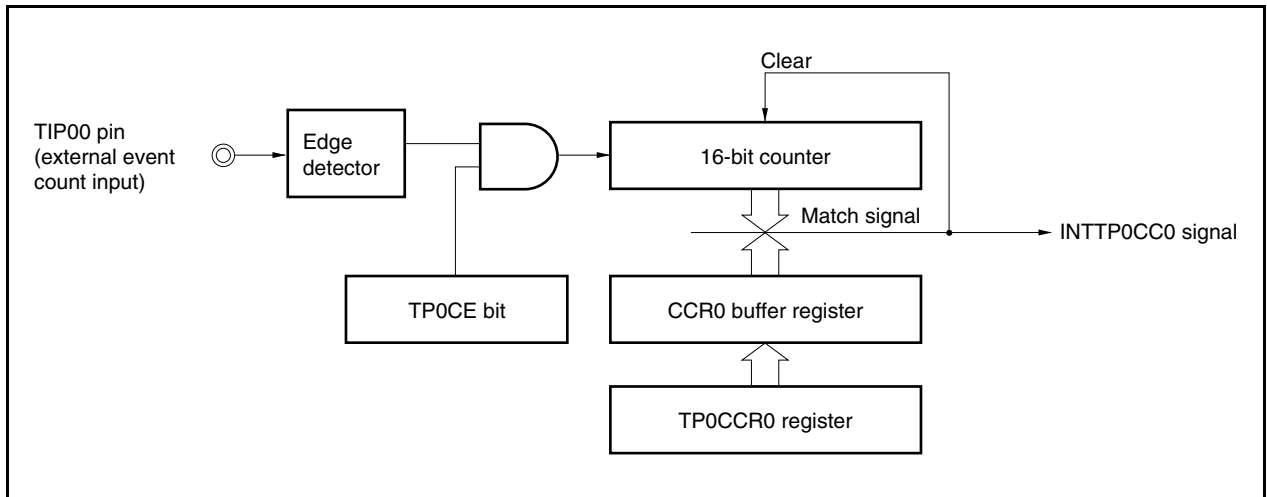 Clear
TIP00 pin
(external event
count input)
Edge
detector
16-bit counter
Match signal
INTTP0CC0 signal
TP0CE bit
CCR0 buffer register
TP0CCR0 register